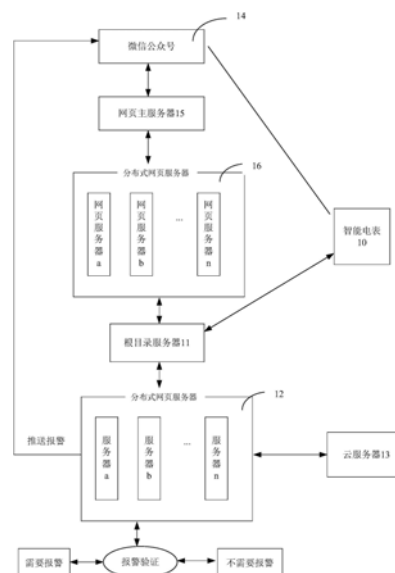 14
微信公众号
网页主服务器15
16
分布式网页服务器
网页服务器a
网页服务器b
...
网页服务器n
智能电表
10
根目录服务器11
12
分布式网页服务器
推送报警
服务器a
服务器b
...
服务器n
云服务器13
需要报警
报警验证
不需要报警